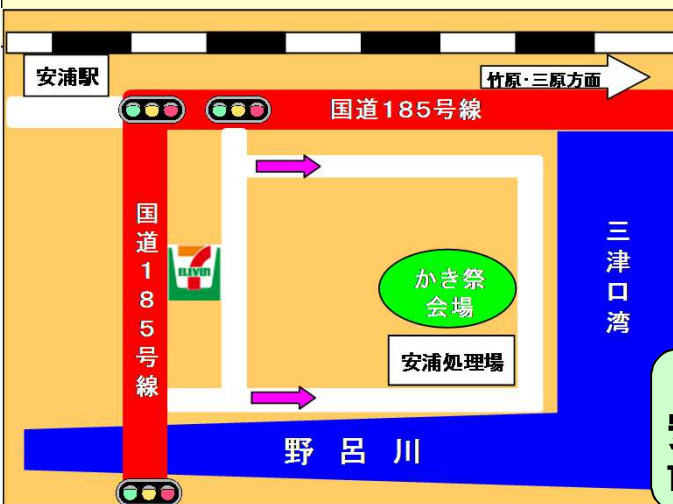 安浦駅
竹原・三原方面
国道185号線
国道185号線
ELEVEN
三津口湾
かき祭
会場
安浦処理場
野呂川